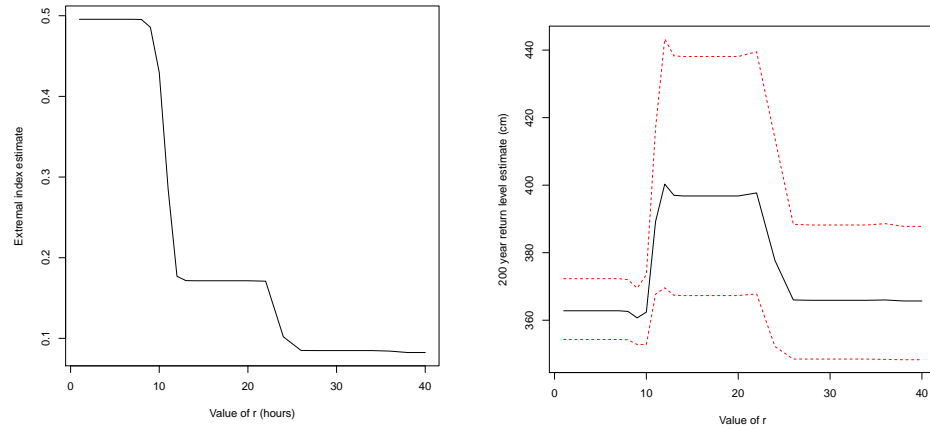 Extremal index estimate
0.5
0.4
0.3
0.2
0.1
0 10 20 30 40
Value of r (hours)
200 year return level estimate (cm)
440
420
400
380
360
0 10 20 30 40
Value of r